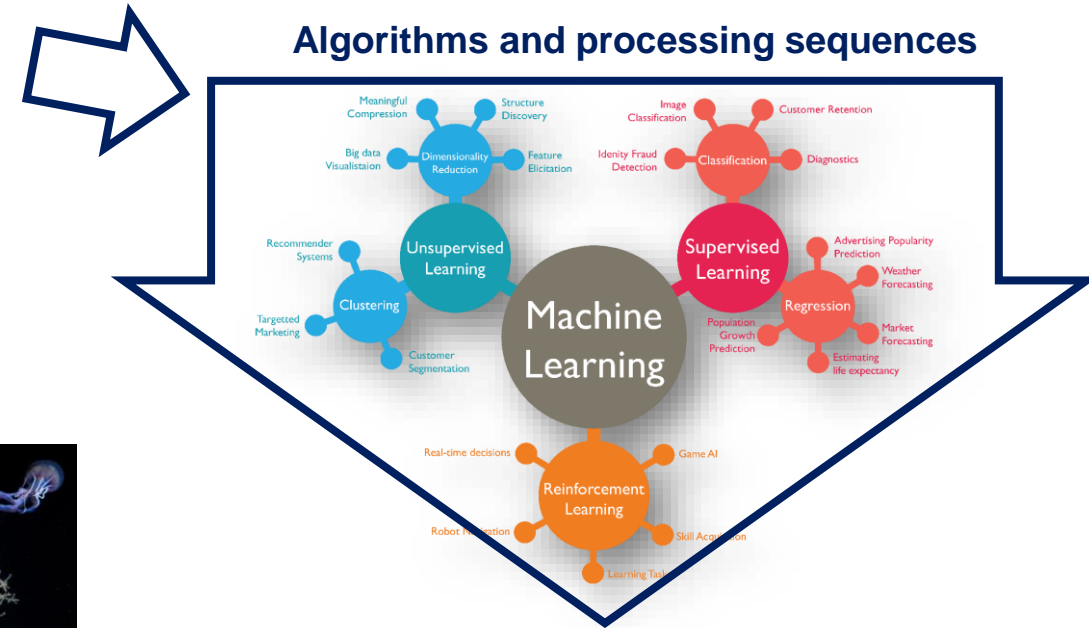 Algorithms and processing sequences
Meaningful
Compression
Structure
Discovery
Big data
Visualistaion
Dimensionality
Reduction
Feature
Elicitation
Image
Classification
Customer Retention
Idenity Fraud
Detection
Classification
Diagnostics
Unsupervised
Learning
Supervised
Learning
Recommender
Systems
Clustering
Targetted
Marketing
Customer
Segmentation
Machine
Learning
Advertising Popularity
Prediction
Weather
Forecasting
Regression
Population
Growth
Prediction
Market
Forecasting
Estimating
life expectancy
Real-time decisions
Game AI
Reinforcement
Learning
Robot Navigation
Skill Acquisition
Learning Tasks